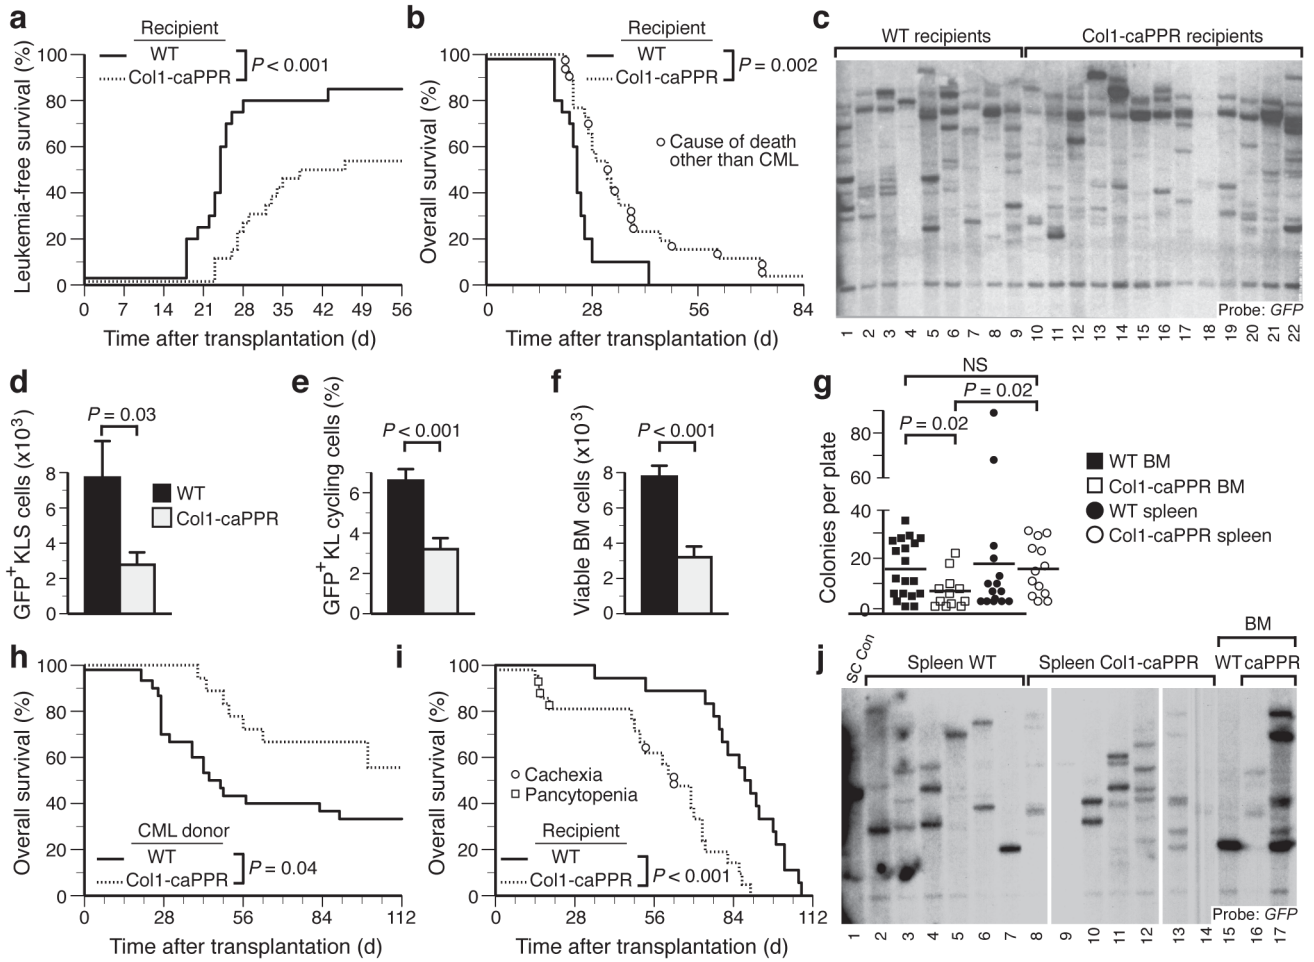 a
Recipient
WT
Col1-caPPR
P < 0.001
Leukemia-free survival (%)
100
80
60
40
20
0
0 7 14 21 28 35 42 49 56
Time after transplantation (d)
b
Recipient
WT
Col1-caPPR
P = 0.002
Cause of death
other than CML
Overall survival (%)
100
80
60
40
20
0
0 28 56 84
Time after transplantation (d)
c
WT recipients Col1-caPPR recipients
Probe: GFP
1 2 3 4 5 6 7 8 9 10 11 12 13 14 15 16 17 18 19 20 21 22
d
P = 0.03
GFP+KLS cells (x10³)
8
6
4
2
0
WT
Col1-caPPR
e
P < 0.001
GFP+KL cycling cells (%)
6
4
2
0
f
P < 0.001
Viable BM cells (x10³)
8
6
4
2
0
g
NS
P = 0.02
P = 0.02
Colonies per plate
80
60
40
20
0
WT BM
Col1-caPPR BM
WT spleen
Col1-caPPR spleen
h
Overall survival (%)
100
80
60
40
20
0
CML donor
WT
Col1-caPPR
P = 0.04
0 28 56 84 112
Time after transplantation (d)
i
Overall survival (%)
100
80
60
40
20
0
Cachexia
Pancytopenia
Recipient
WT
Col1-caPPR
P < 0.001
0 28 56 84 112
Time after transplantation (d)
j
SC Con
Spleen WT
Spleen Col1-caPPR
BM
WT caPPR
Probe: GFP
1 2 3 4 5 6 7 8 9 10 11 12 13 14 15 16 17